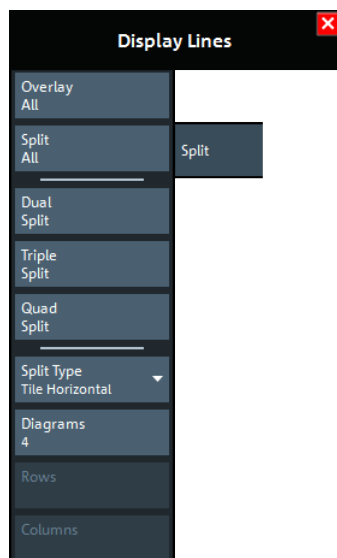 Display Lines
Overlay
All
Split
All
Split
Dual
Split
Triple
Split
Quad
Split
Split Type
Tile Horizontal
Diagrams
4
Rows
Columns